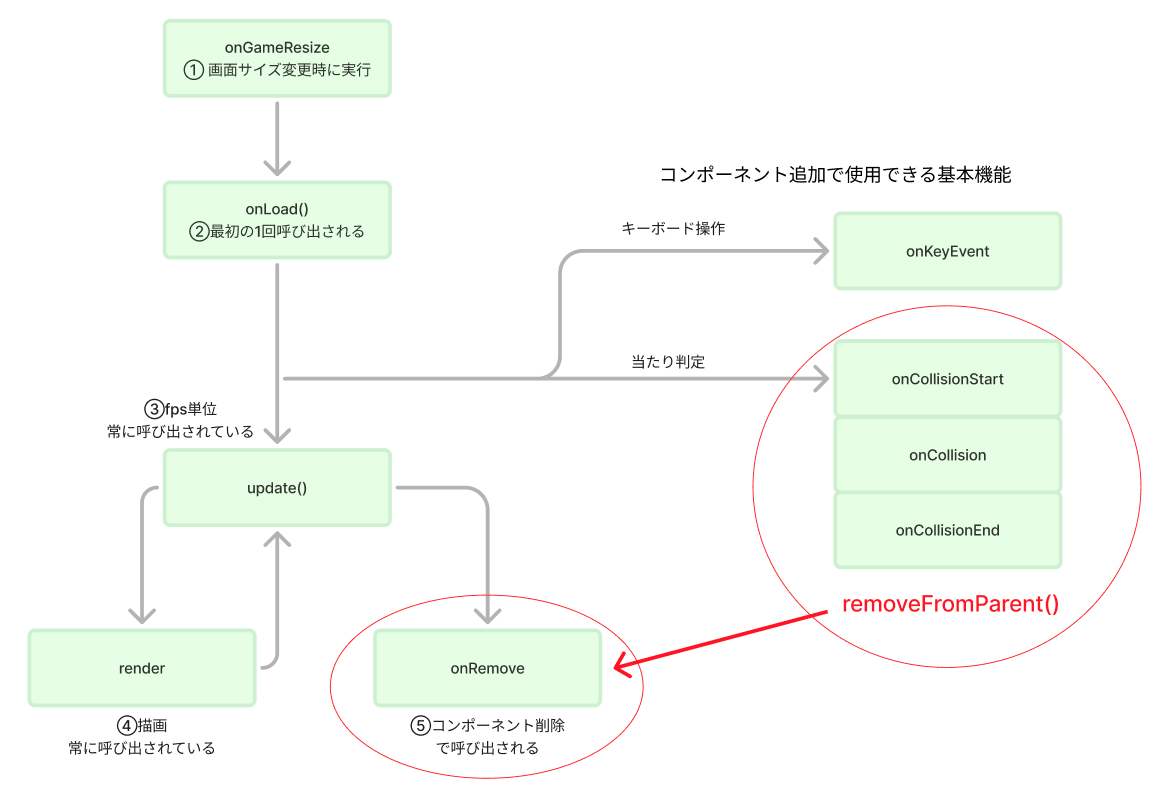 onGameResize
① 画面サイズ変更時に実行
onLoad()
②最初の1回呼び出される
コンポーネント追加で使用できる基本機能
キーボード操作
onKeyEvent
当たり判定
onCollisionStart
onCollision
onCollisionEnd
removeFromParent()
③fps単位
常に呼び出されている
update()
render
④描画
常に呼び出されている
onRemove
⑤コンポーネント削除
で呼び出される